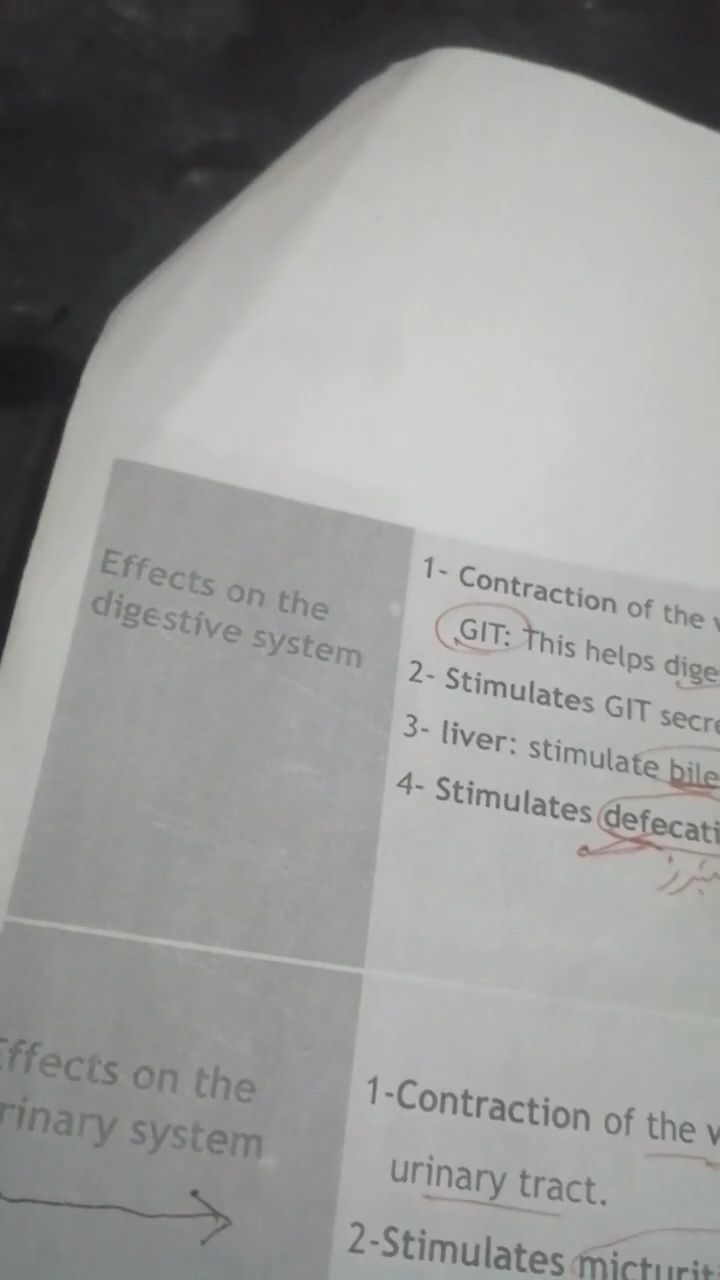 Effects on the
digestive system
1- Contraction of the
GIT: This helps dige
2- Stimulates GIT secre
3- liver: stimulate bile
4- Stimulates defecati
Effects on the
rinary system
1-Contraction of the w
urinary tract.
2-Stimulates micturit